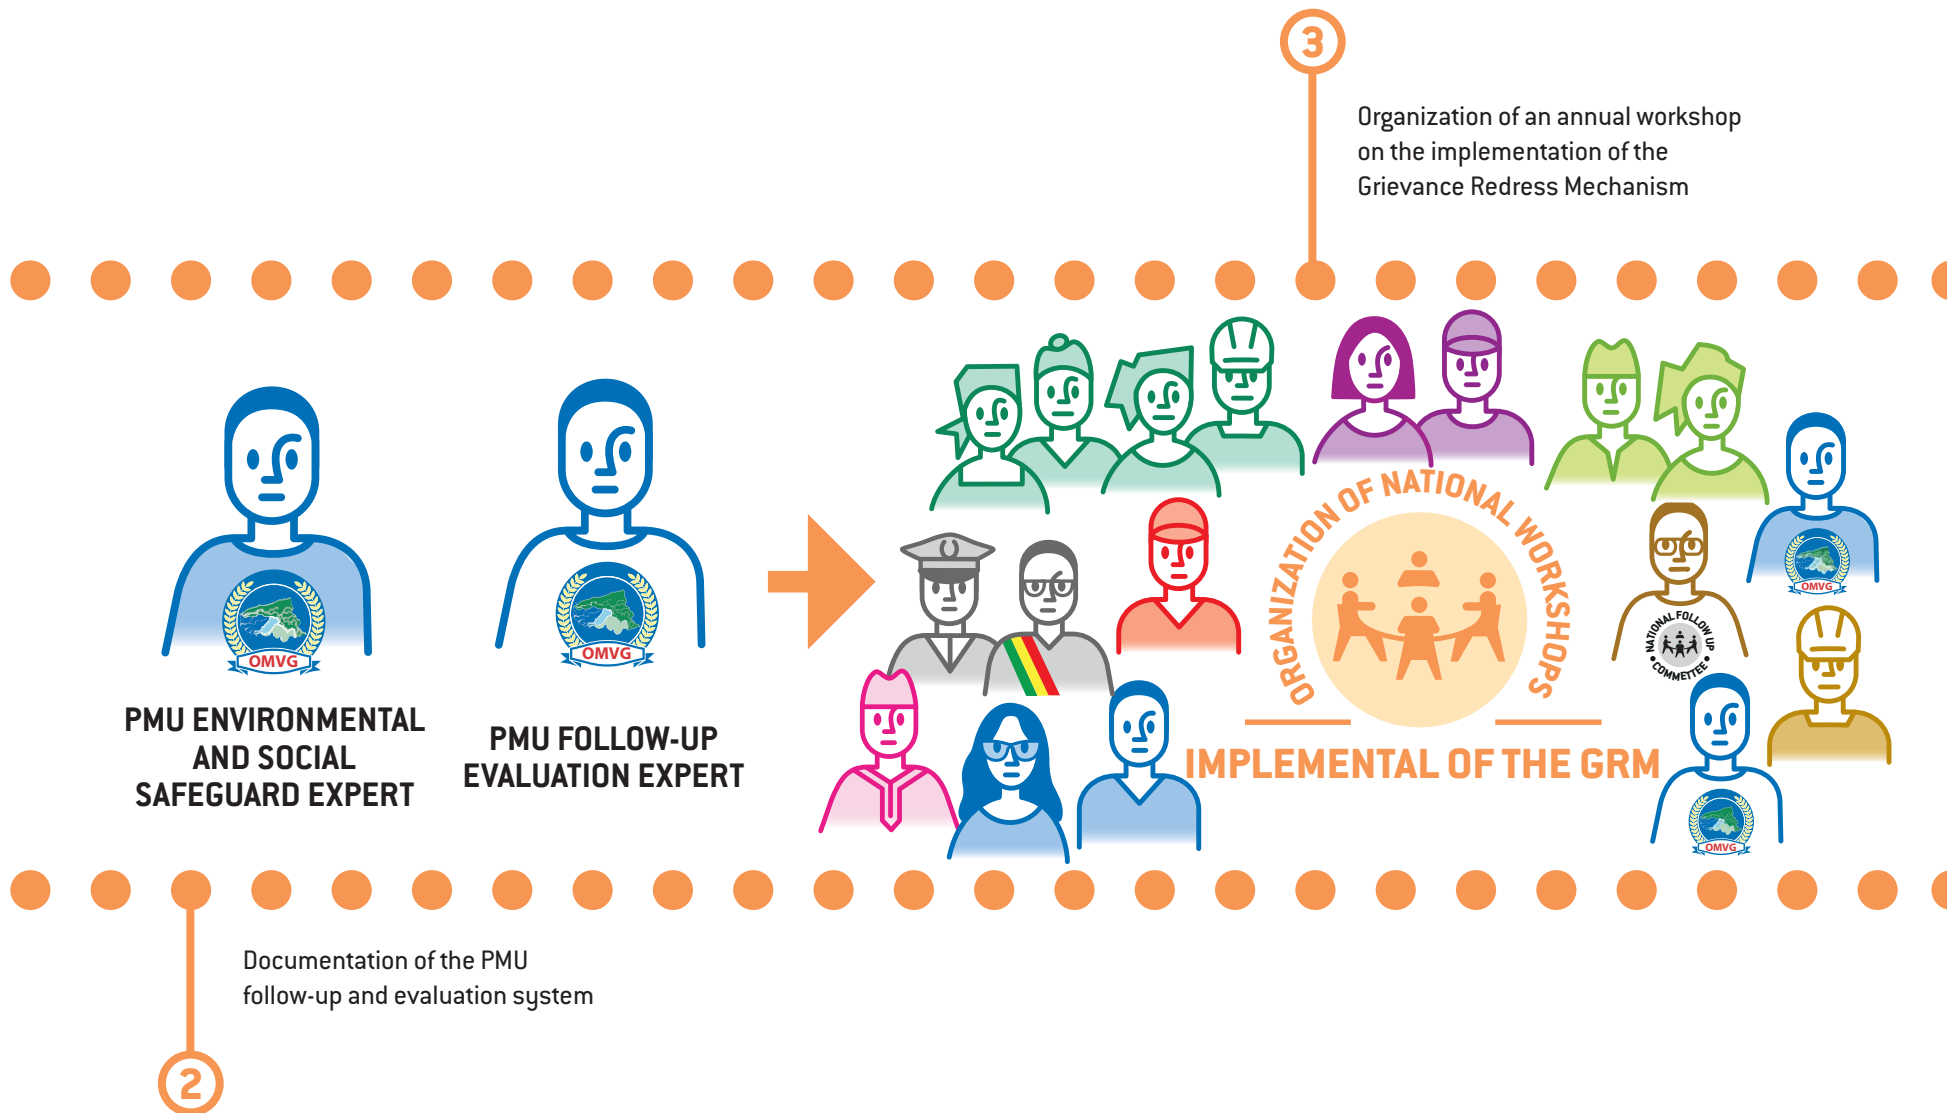 3
Organization of an annual workshop
on the implementation of the
Grievance Redress Mechanism
OMVG
PMU ENVIRONMENTAL
AND SOCIAL
SAFEGUARD EXPERT
OMVG
PMU FOLLOW-UP
EVALUATION EXPERT
ORGANIZATION OF NATIONAL WORKSHOPS
IMPLEMENTAL OF THE GRM
OMVG
NATIONAL FOLLOW UP
• COMMETTEE •
OMVG
Documentation of the PMU
follow-up and evaluation system
2